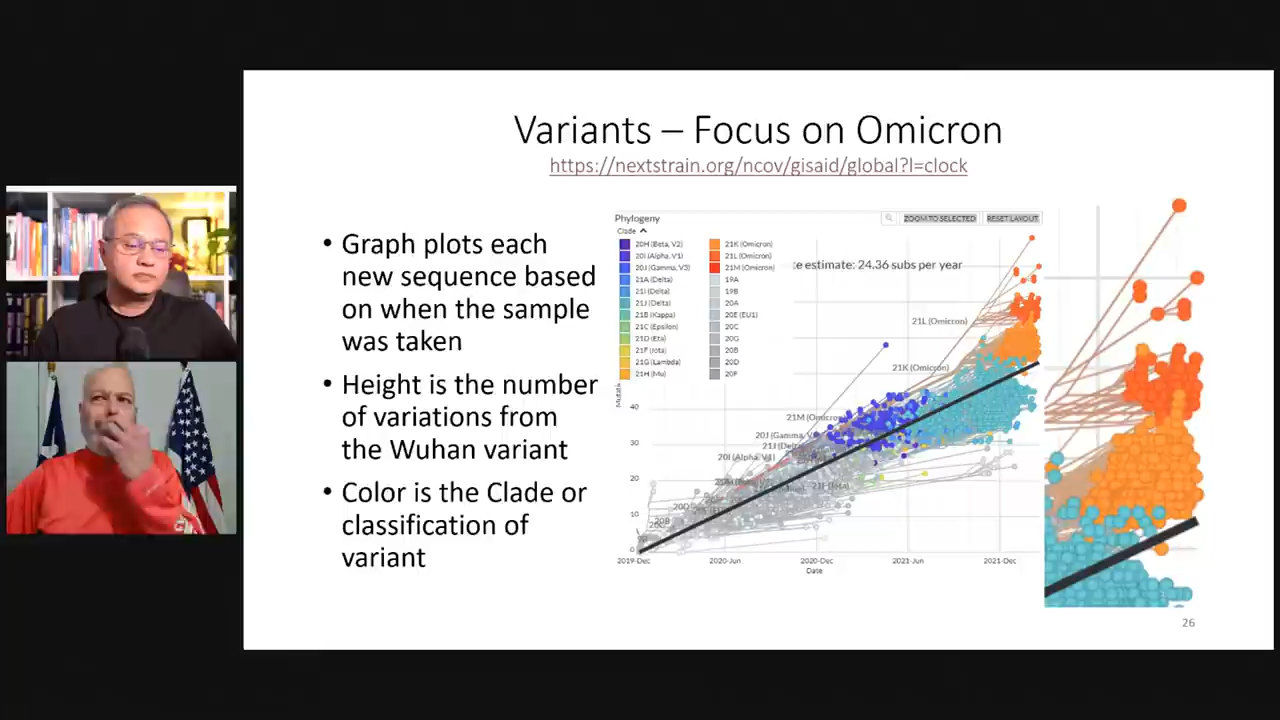 Variants – Focus on Omicron
https://nextstrain.org/ncov/gisaid/global?l=clock
• Graph plots each
new sequence based
on when the sample
was taken
• Height is the number
of variations from
the Wuhan variant
• Color is the Clade or
classification of
variant
Phylogeny
ZOOM TO SELECTED
RESET LAYOUT
Clade
20H (Beta, V2)
20I (Alpha, V1)
20J (Gamma, V3)
21A (Delta)
21I (Delta)
21J (Delta)
21B (Kappa)
21C (Epsilon)
21D (Eta)
21F (Iota)
21G (Lambda)
21H (Mu)
21K (Omicron)
21L (Omicron)
21M (Omicron)
19A
19B
20A
20E (EU1)
20C
20G
20B
20D
20F
e estimate: 24.36 subs per year
21L (Omicron)
21K (Omicron)
21M (Omicron
20J (Gamma, V
21J (Delta
20I (Alpha, V1)
21F (Iota)
20D
20B
40
30
20
10
0
2019-Dec
2020-Jun
2020-Dec
2021-Jun
2021-Dec
Date
26